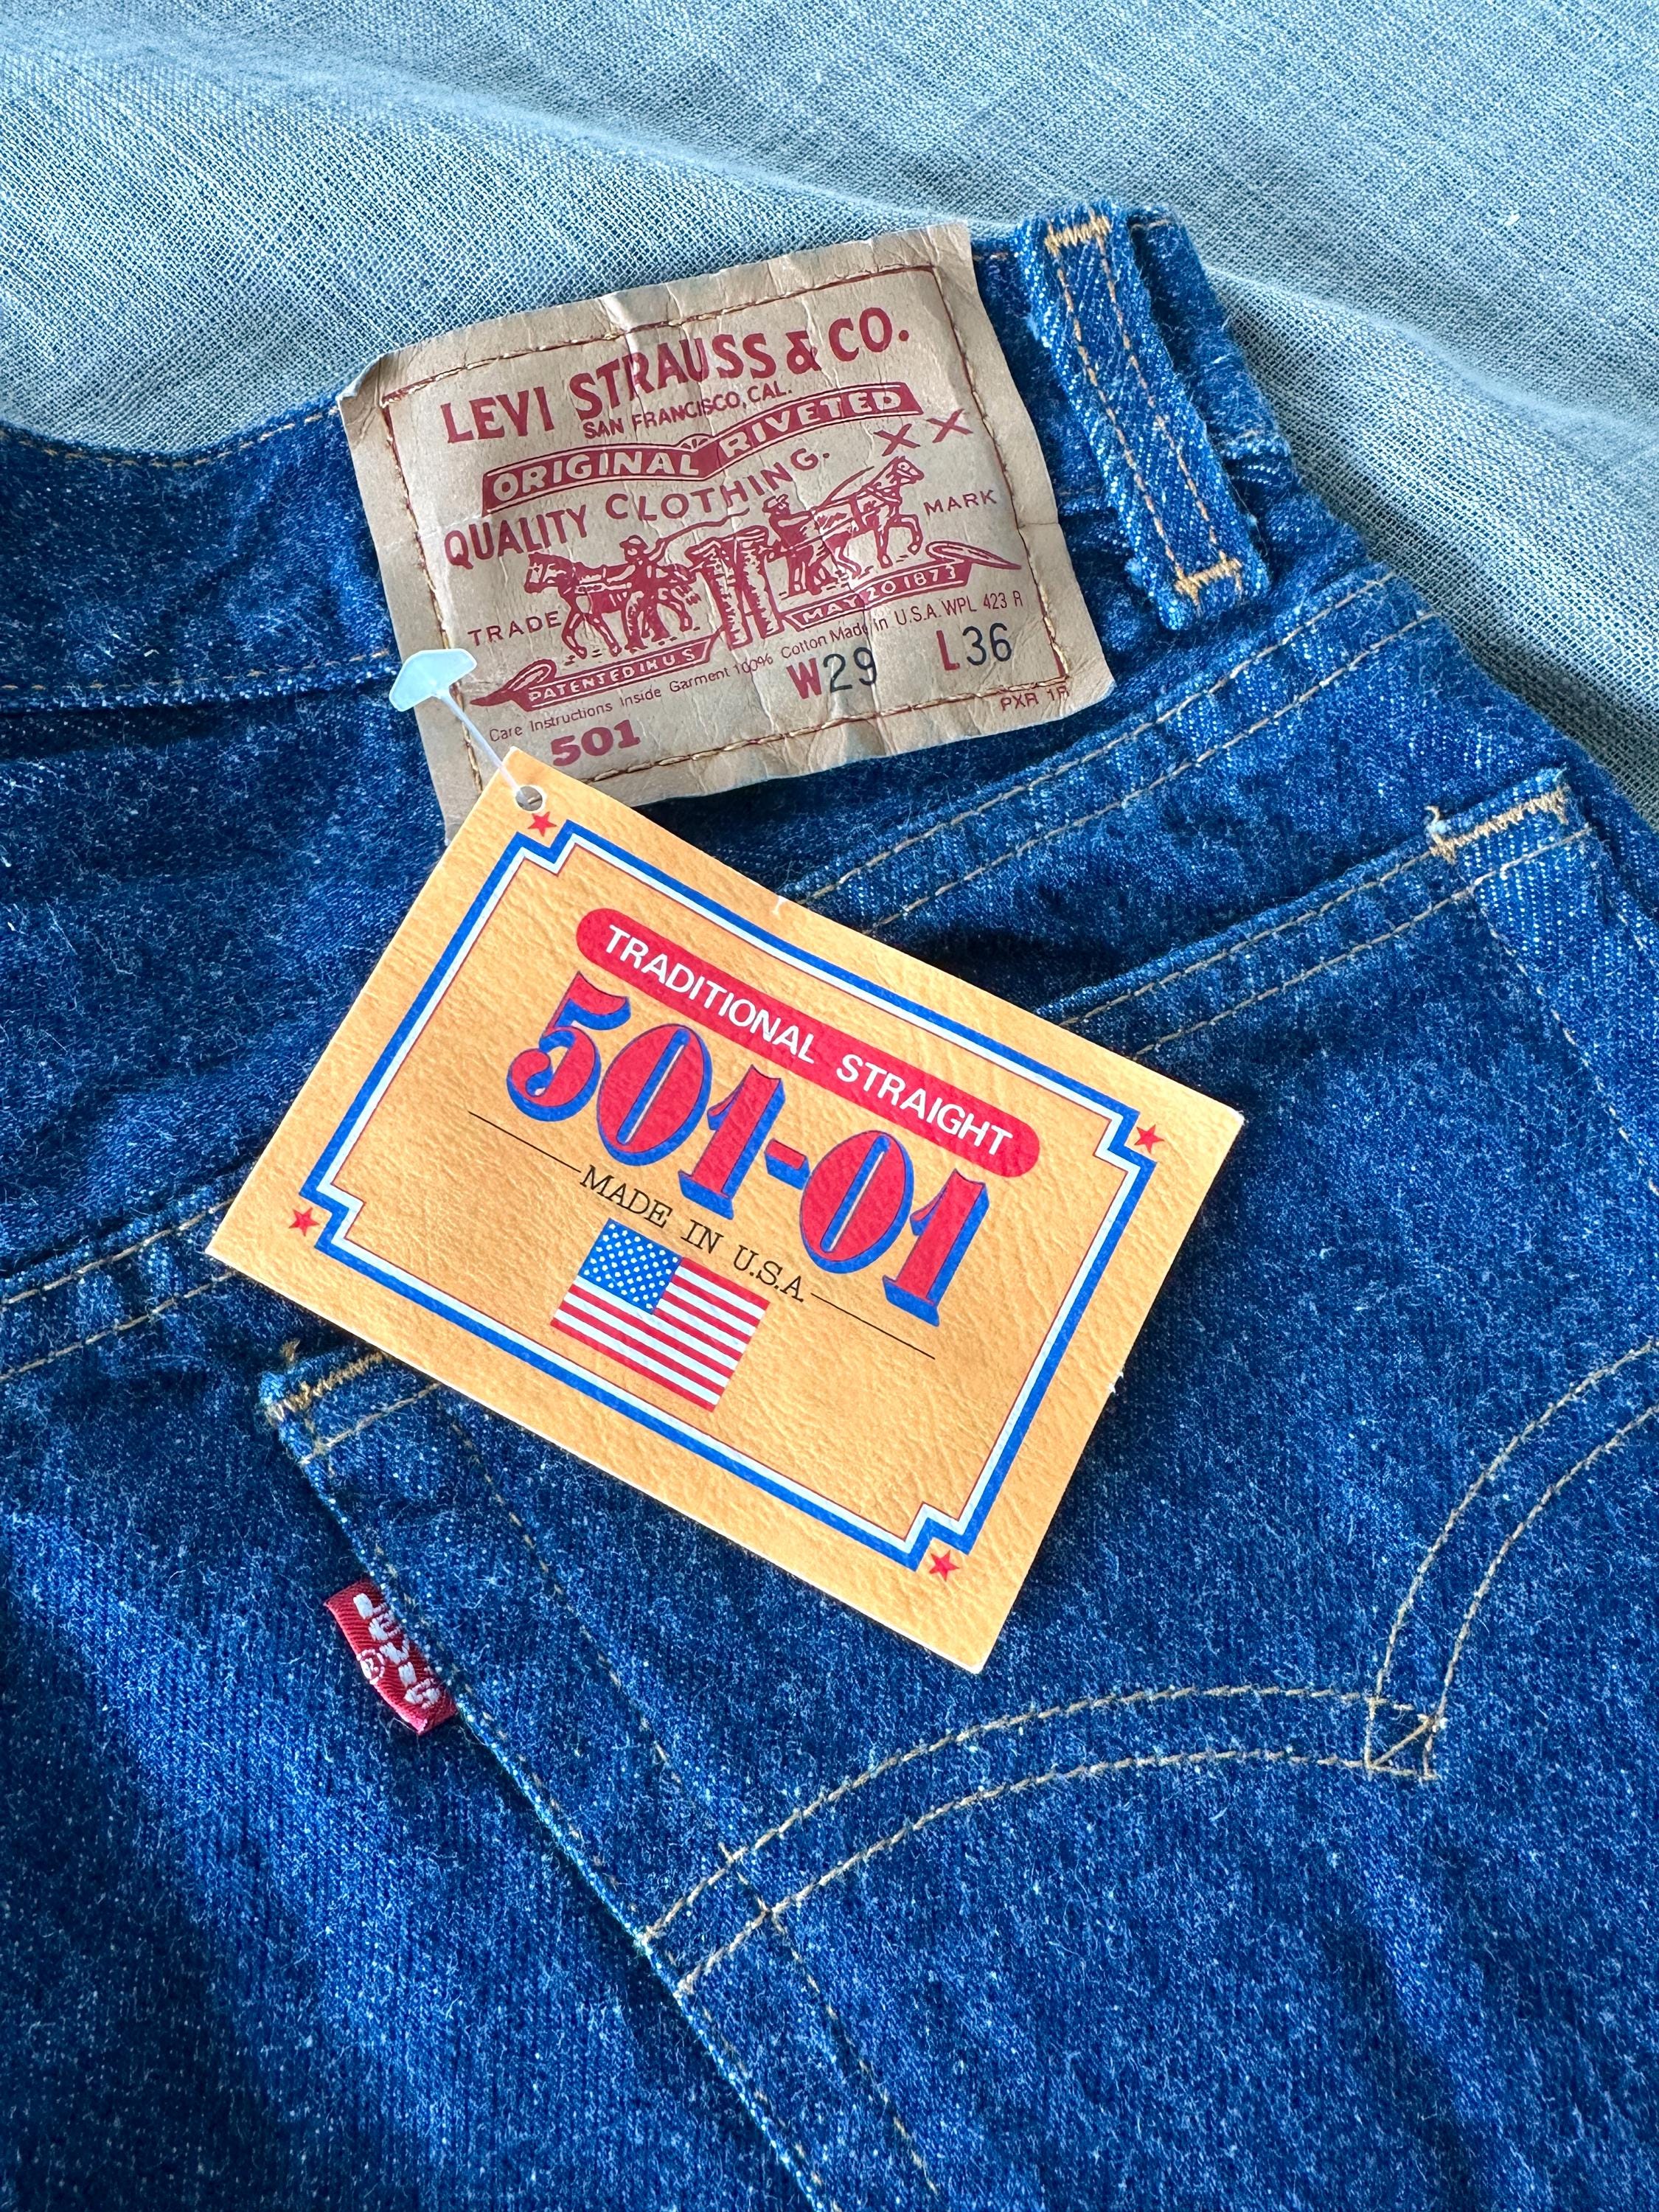 LEVI STRAUSS & CO.
SAN FRANCISCO, CAL.
ORIGINAL RIVETED
QUALITY CLOTHING. XX
TRADE MARK
PATENTED IN U S MAY 20 1873
Care Instructions Inside Garment 100% Cotton Made in U.S.A. WPL 423 R
501 W29 L36
PXR 1R
TRADITIONAL STRAIGHT
501-01
MADE IN U.S.A.
LEVI'S
®